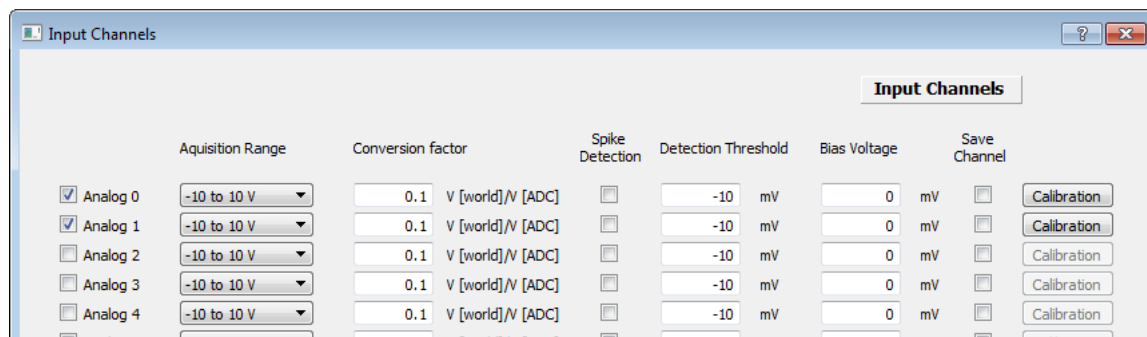 Input Channels
?
Input Channels
Aquisition Range Conversion factor Spike Detection Detection Threshold Bias Voltage Save Channel
Analog 0 -10 to 10 V 0.1 V [world]/V [ADC] -10 mV 0 mV Calibration
Analog 1 -10 to 10 V 0.1 V [world]/V [ADC] -10 mV 0 mV Calibration
Analog 2 -10 to 10 V 0.1 V [world]/V [ADC] -10 mV 0 mV Calibration
Analog 3 -10 to 10 V 0.1 V [world]/V [ADC] -10 mV 0 mV Calibration
Analog 4 -10 to 10 V 0.1 V [world]/V [ADC] -10 mV 0 mV Calibration